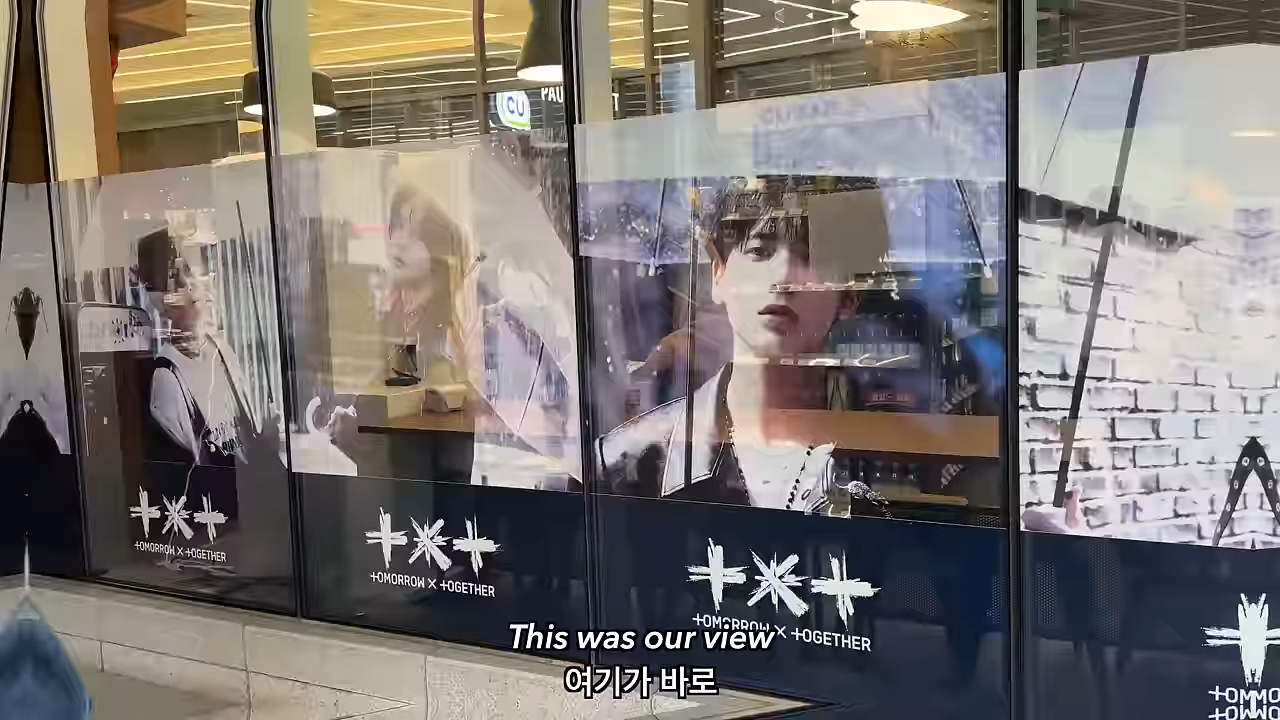 CU
TOMORROW X TOGETHER
TOMORROW X TOGETHER
TOMORROW X TOGETHER
This was our view
여기가 바로